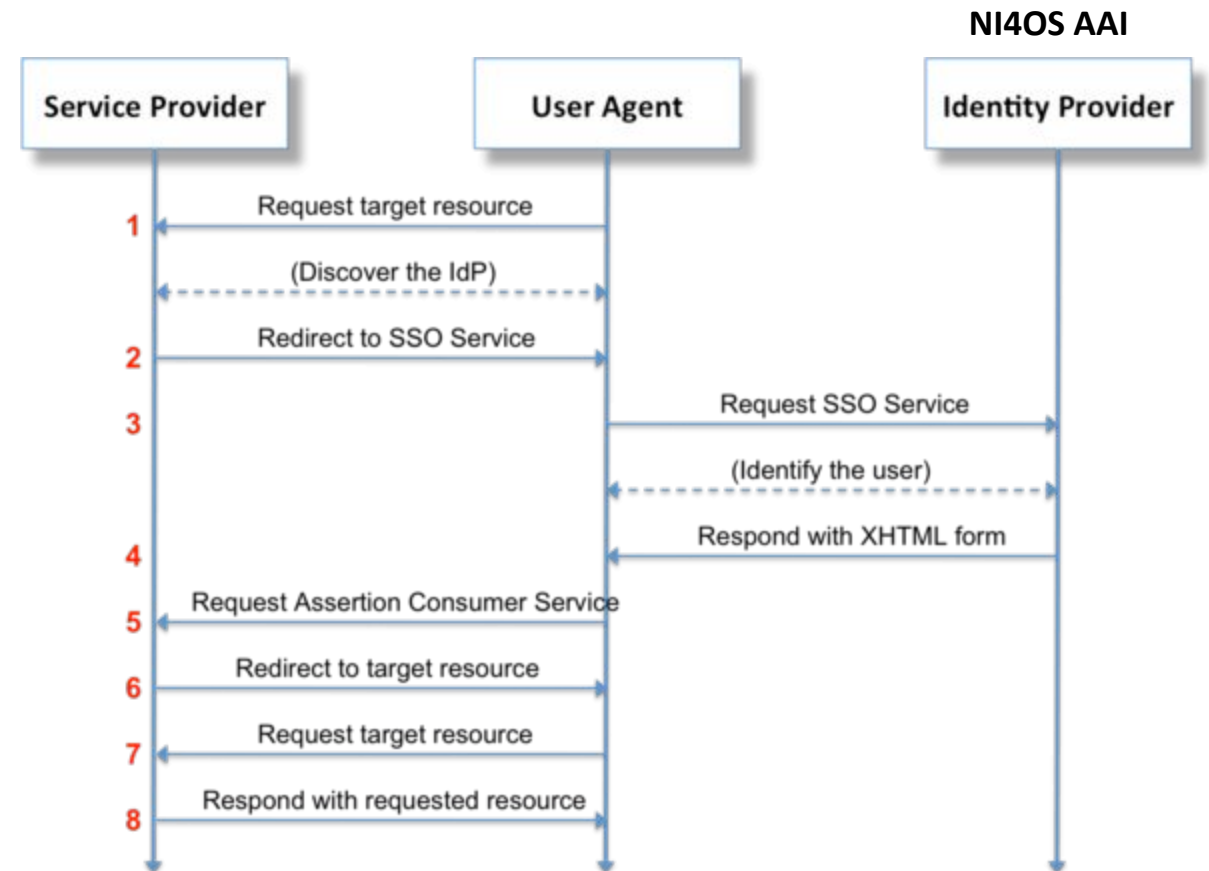 NI4OS AAI
Service Provider
User Agent
Identity Provider
1
Request target resource
(Discover the IdP)
2
Redirect to SSO Service
3
Request SSO Service
(Identify the user)
4
Respond with XHTML form
5
Request Assertion Consumer Service
6
Redirect to target resource
7
Request target resource
8
Respond with requested resource